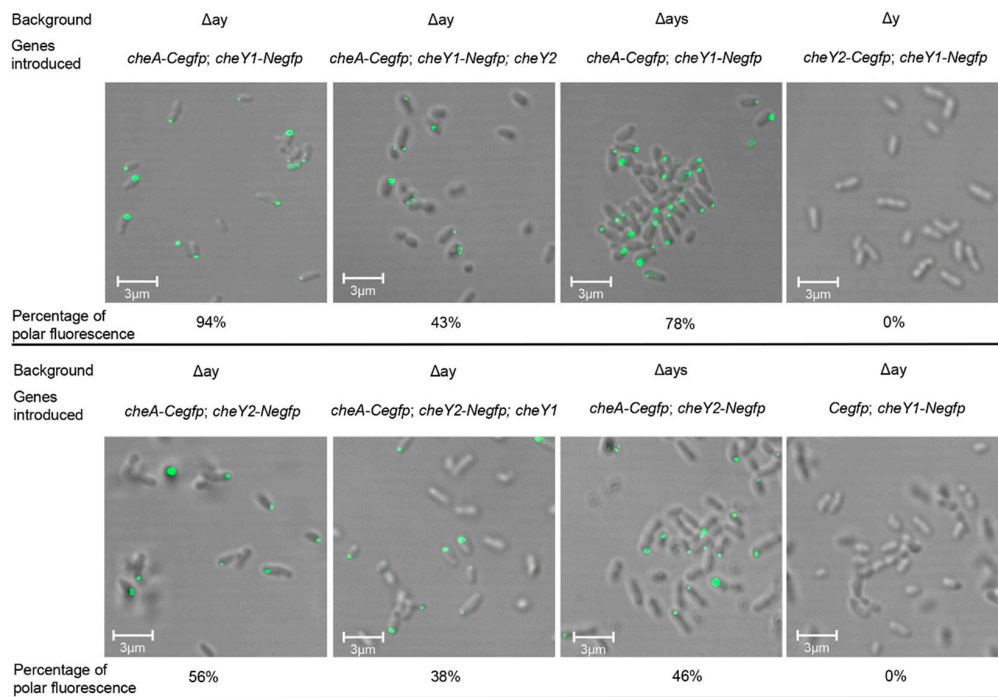 Background Δay Δay Δays Δy
Genes introduced cheA-Cegfp; cheY1-Negfp cheA-Cegfp; cheY1-Negfp; cheY2 cheA-Cegfp; cheY1-Negfp cheY2-Cegfp; cheY1-Negfp
3μm 3μm 3μm 3μm
Percentage of polar fluorescence 94% 43% 78% 0%
Background Δay Δay Δays Δay
Genes introduced cheA-Cegfp; cheY2-Negfp cheA-Cegfp; cheY2-Negfp; cheY1 cheA-Cegfp; cheY2-Negfp Cegfp; cheY1-Negfp
3μm 3μm 3μm 3μm
Percentage of polar fluorescence 56% 38% 46% 0%